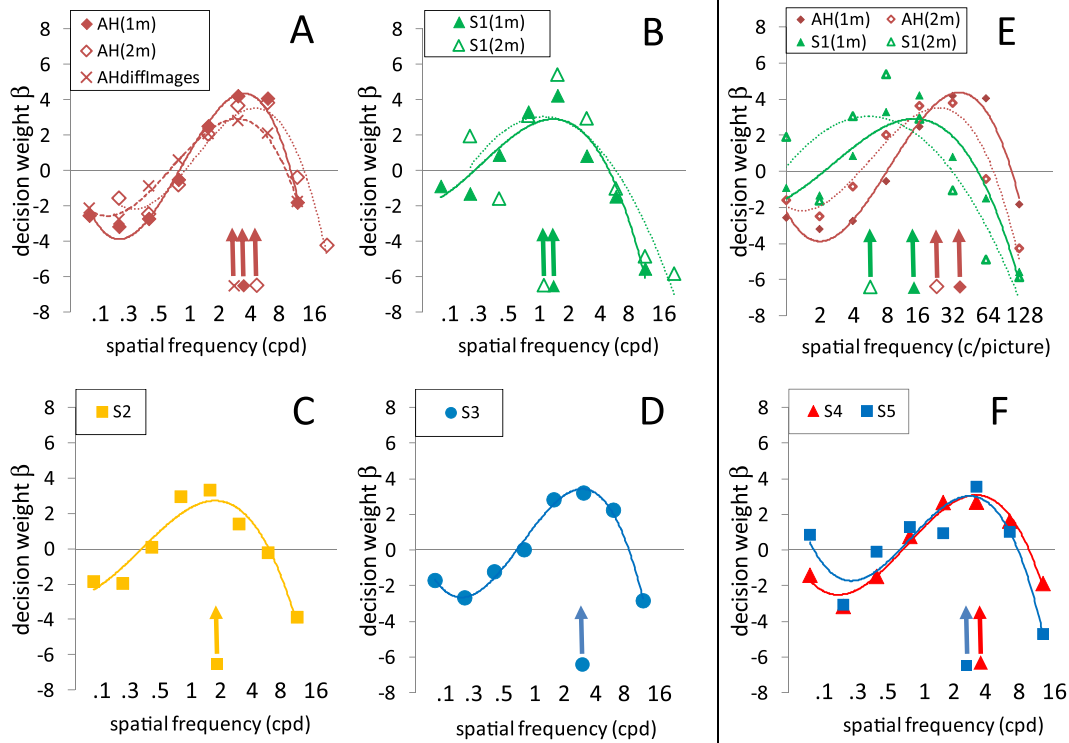 AH(1m)
AH(2m)
AHdiffImages
A
decision weight β
8
6
4
2
0
-2
-4
-6
-8
.1 .3 .5 1 2 4 8 16
spatial frequency (cpd)
S1(1m)
S1(2m)
B
decision weight β
8
6
4
2
0
-2
-4
-6
-8
.1 .3 .5 1 2 4 8 16
spatial frequency (cpd)
AH(1m) AH(2m)
S1(1m) S1(2m)
E
decision weight β
8
6
4
2
0
-2
-4
-6
-8
2 4 8 16 32 64 128
spatial frequency (c/picture)
S2
C
decision weight β
8
6
4
2
0
-2
-4
-6
-8
.1 .3 .5 1 2 4 8 16
spatial frequency (cpd)
S3
D
decision weight β
8
6
4
2
0
-2
-4
-6
-8
.1 .3 .5 1 2 4 8 16
spatial frequency (cpd)
S4 S5
F
decision weight β
8
6
4
2
0
-2
-4
-6
-8
.1 .3 .5 1 2 4 8 16
spatial frequency (cpd)